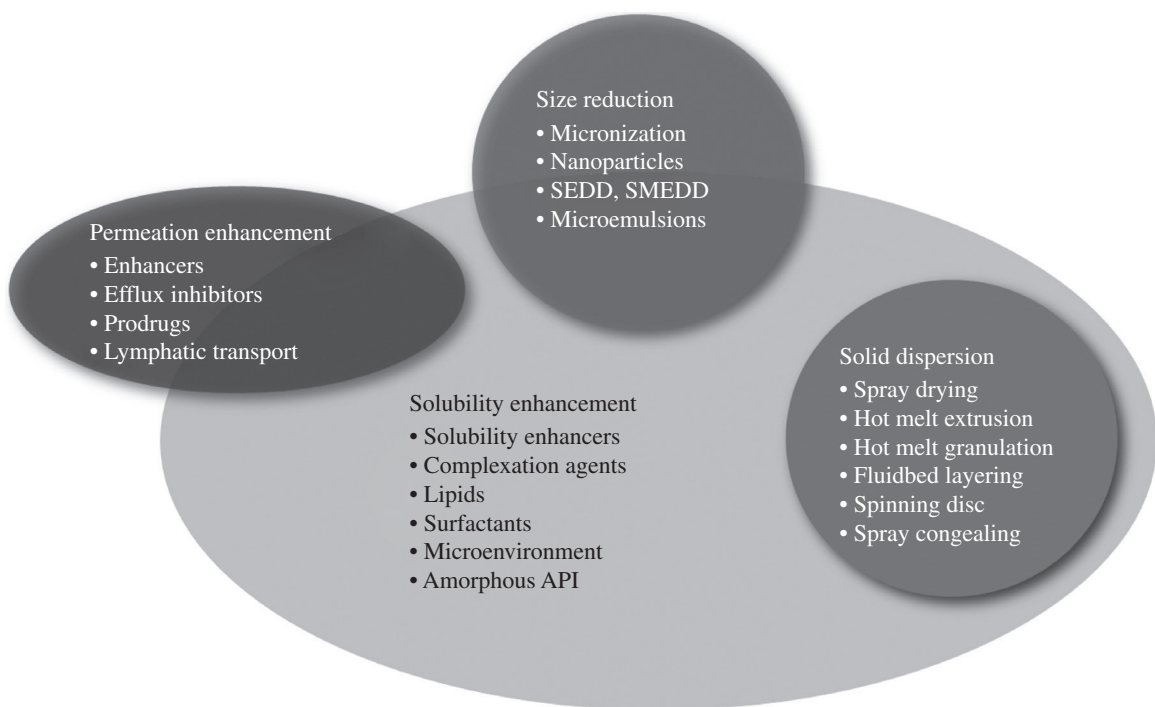 Size reduction
• Micronization
• Nanoparticles
• SEDD, SMEDD
• Microemulsions
Permeation enhancement
• Enhancers
• Efflux inhibitors
• Prodrugs
• Lymphatic transport
Solid dispersion
• Spray drying
• Hot melt extrusion
• Hot melt granulation
• Fluidbed layering
• Spinning disc
• Spray congealing
Solubility enhancement
• Solubility enhancers
• Complexation agents
• Lipids
• Surfactants
• Microenvironment
• Amorphous API